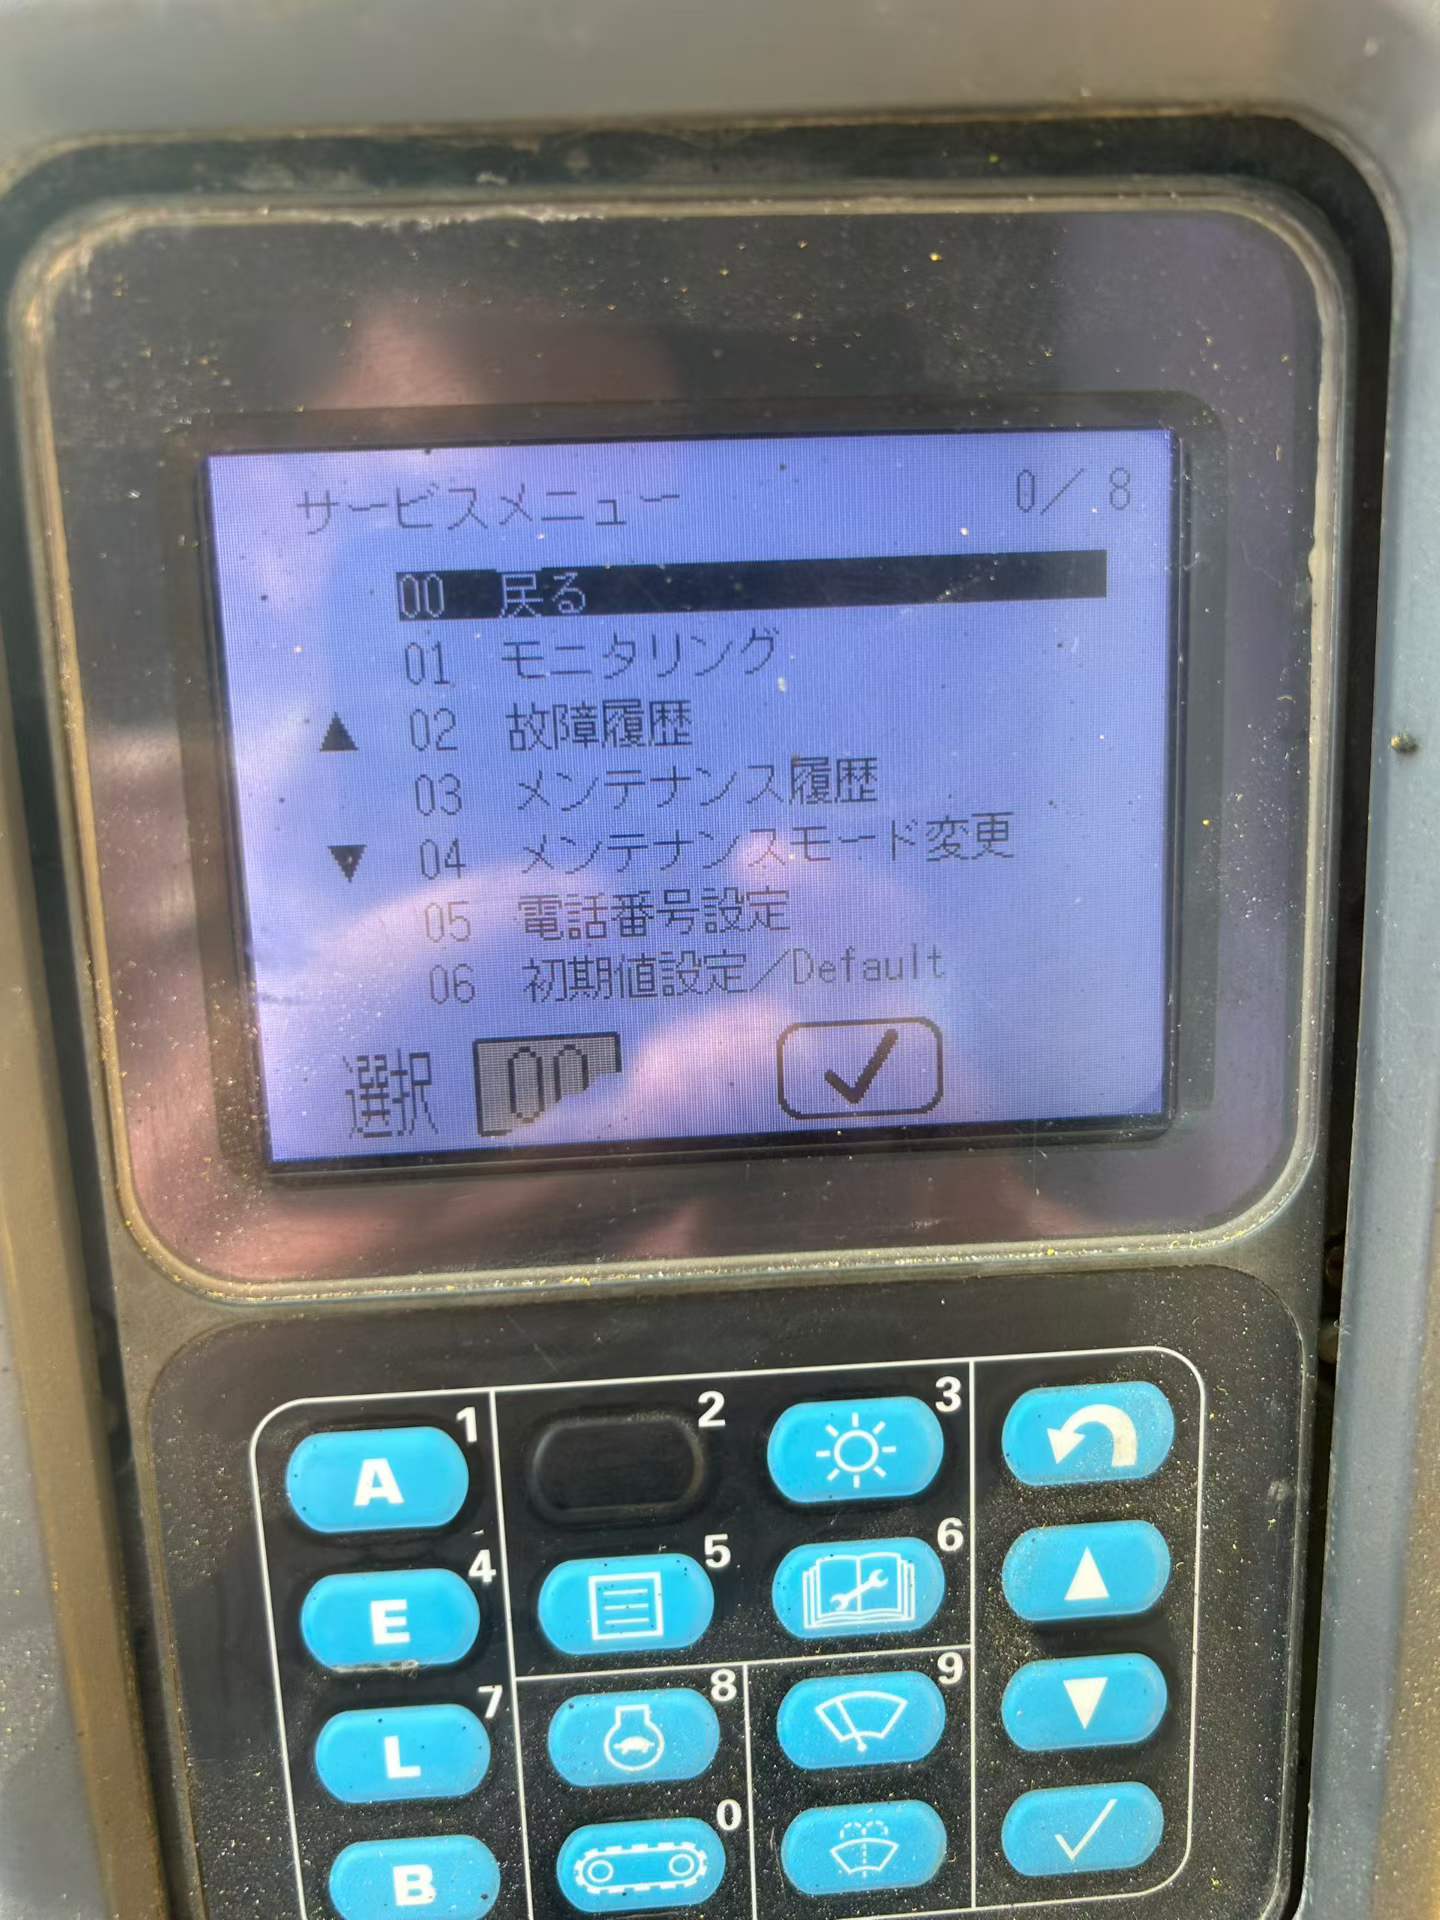 サービスメニュー 0/ 8
00 戻る
01 モニタリング
▲ 02 故障履歴
03 メンテナンス履歴
▼ 04 メンテナンスモード変更
05 電話番号設定
06 初期値設定/Default
選択 00 ✓
A 1 2 3
E 4 5 6
L 7 8 9
B 0